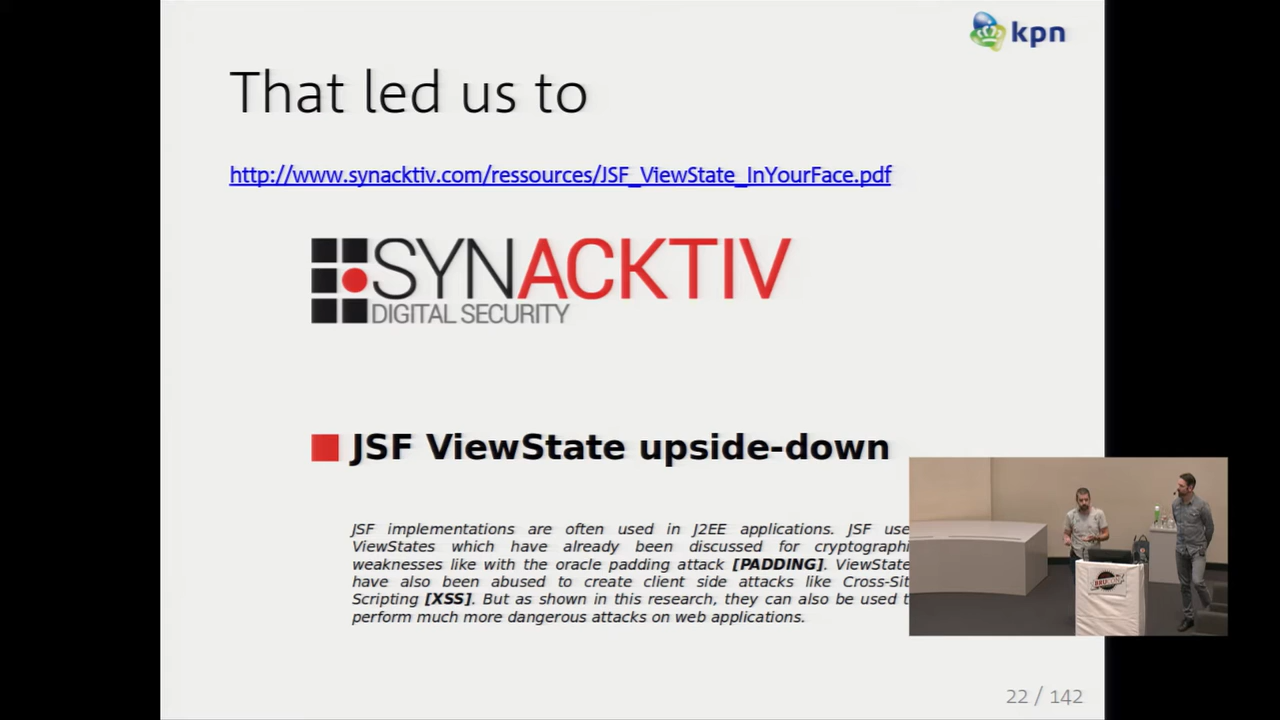 kpn
That led us to
http://www.synacktiv.com/ressources/JSF_ViewState_InYourFace.pdf
SYNACKTIV
DIGITAL SECURITY
JSF ViewState upside-down
JSF implementations are often used in J2EE applications. JSF use
ViewStates which have already been discussed for cryptographi
weaknesses like with the oracle padding attack [PADDING]. ViewState
have also been abused to create client side attacks like Cross-Sit
Scripting [XSS]. But as shown in this research, they can also be used t
perform much more dangerous attacks on web applications.
BRUCON
22 / 142